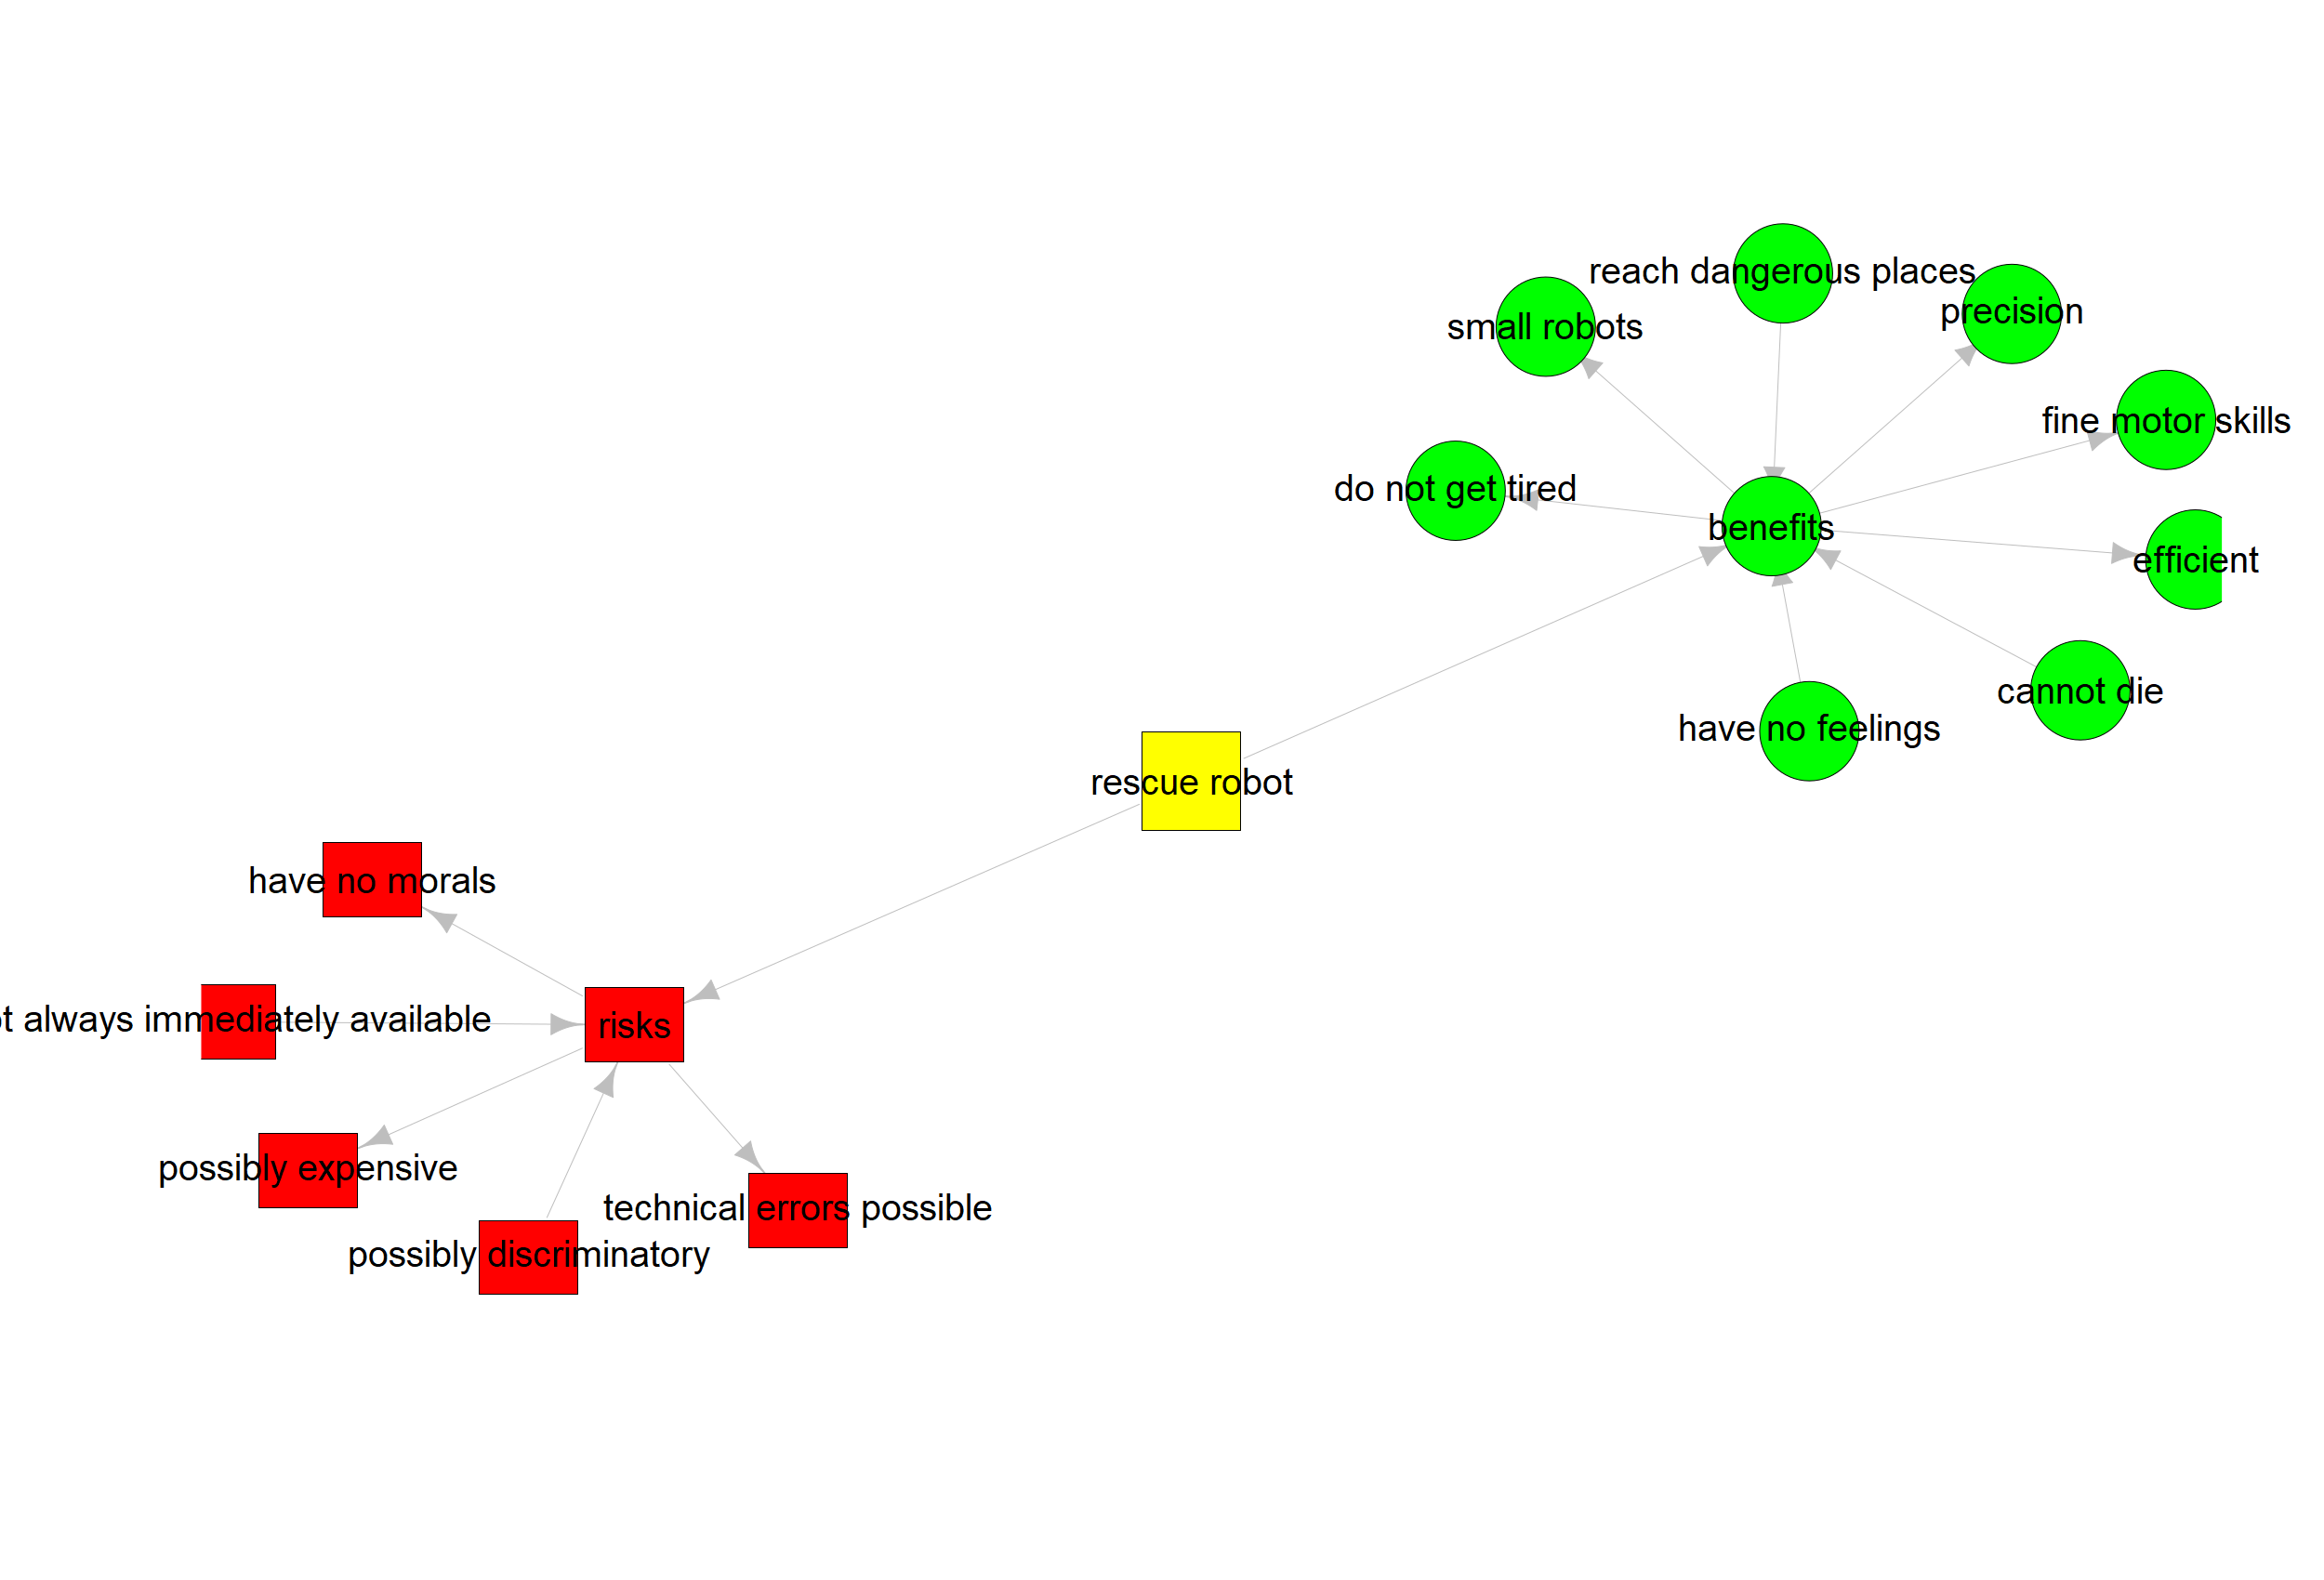 reach dangerous places
precision
small robots
fine motor skills
do not get tired
benefits
efficient
cannot die
have no feelings
rescue robot
have no morals
always immediately available
risks
possibly expensive
technical errors possible
possibly discriminatory